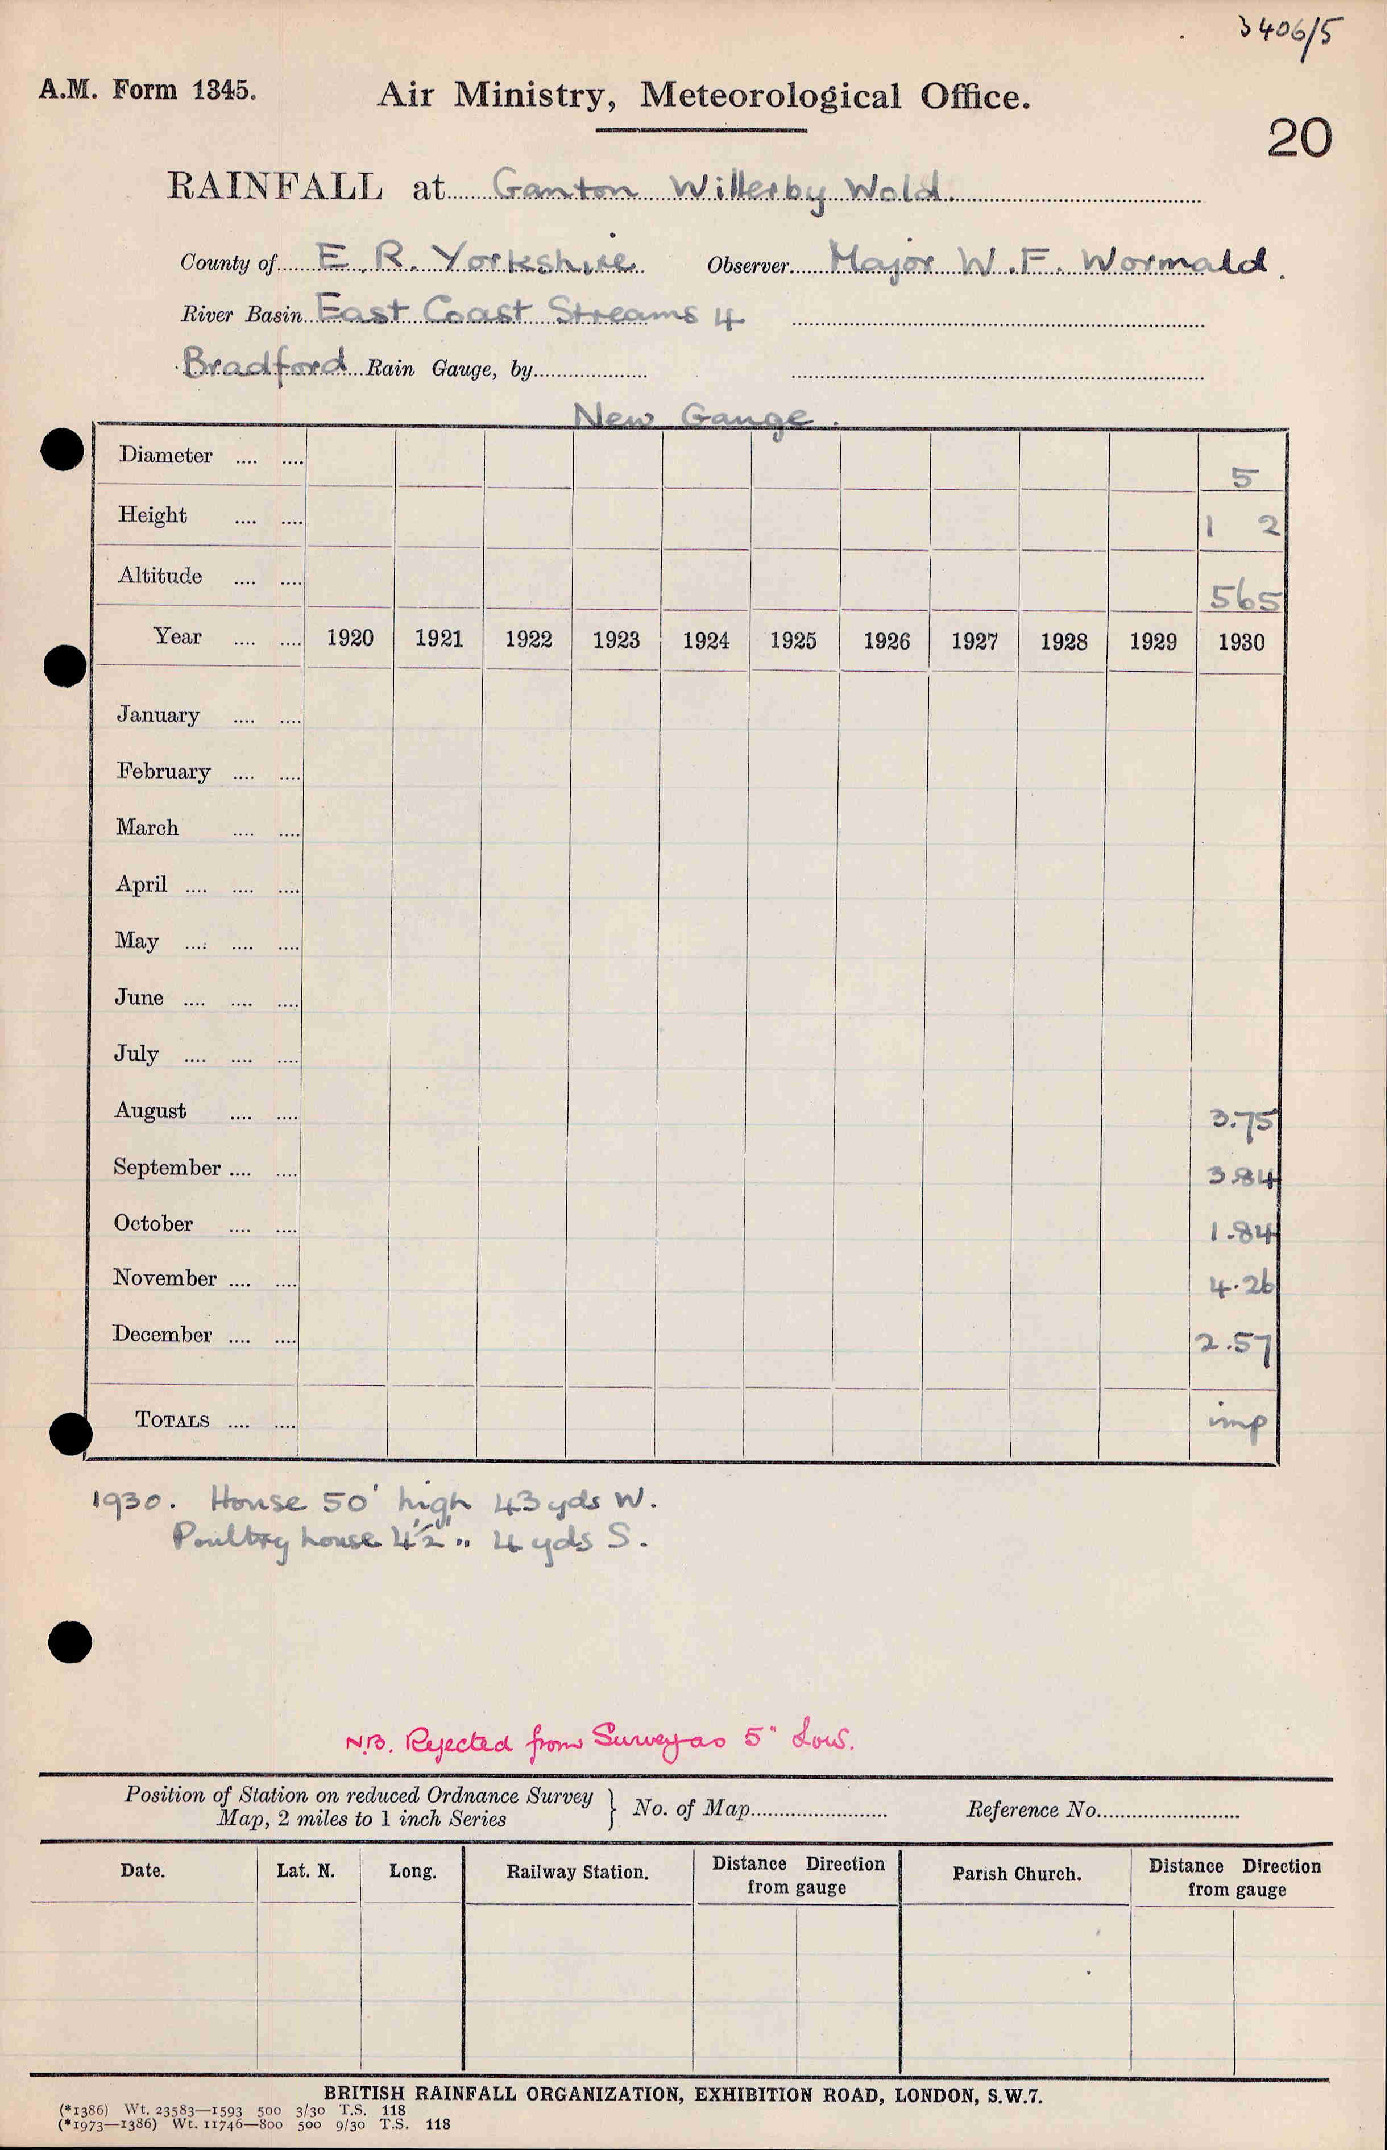 3406/5
A.M. Form 1345. Air Ministry, Meteorological Office.
20
RAINFALL at Ganton Willerby Wold.
County of E. R. Yorkshire. Observer Major W. F. Wormald.
River Basin East Coast Streams 4
Bradford Rain Gauge, by
New Gauge.
Diameter .... .... 5
Height .... .... 1 2
Altitude .... .... 565
Year .... .... 1920 1921 1922 1923 1924 1925 1926 1927 1928 1929 1930
January .... ....
February .... ....
March .... ....
April .... .... ....
May .... .... ....
June .... .... ....
July .... .... ....
August .... .... 3.75
September .... .... 3.84
October .... .... 1.84
November .... .... 4.26
December .... .... 2.57
TOTALS .... .... imp
1930. House 50' high 43 yds W.
Poultry house 4½' " 4 yds S.
N.B. Rejected from Survey as 5" Low.
Position of Station on reduced Ordnance Survey } No. of Map Reference No.
Map, 2 miles to 1 inch Series
Date. Lat. N. Long. Railway Station. Distance Direction from gauge Parish Church. Distance Direction from gauge
BRITISH RAINFALL ORGANIZATION, EXHIBITION ROAD, LONDON, S.W.7.
(*1386) Wt. 23583—1593 500 3/30 T.S. 118
(*1973—1386) Wt. 11746—800 500 9/30 T.S. 118